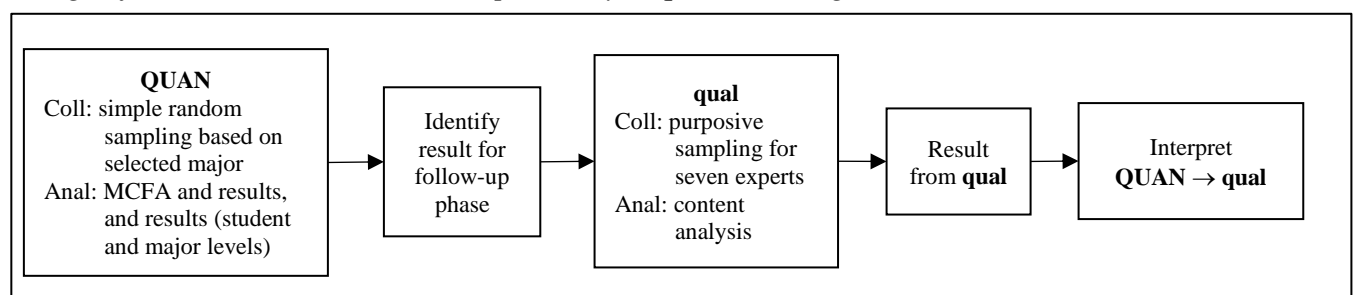 QUAN
Coll: simple random
sampling based on
selected major
Anal: MCFA and results,
and results (student
and major levels)
Identify
result for
follow-up
phase
qual
Coll: purposive
sampling for
seven experts
Anal: content
analysis
Result
from qual
Interpret
QUAN → qual